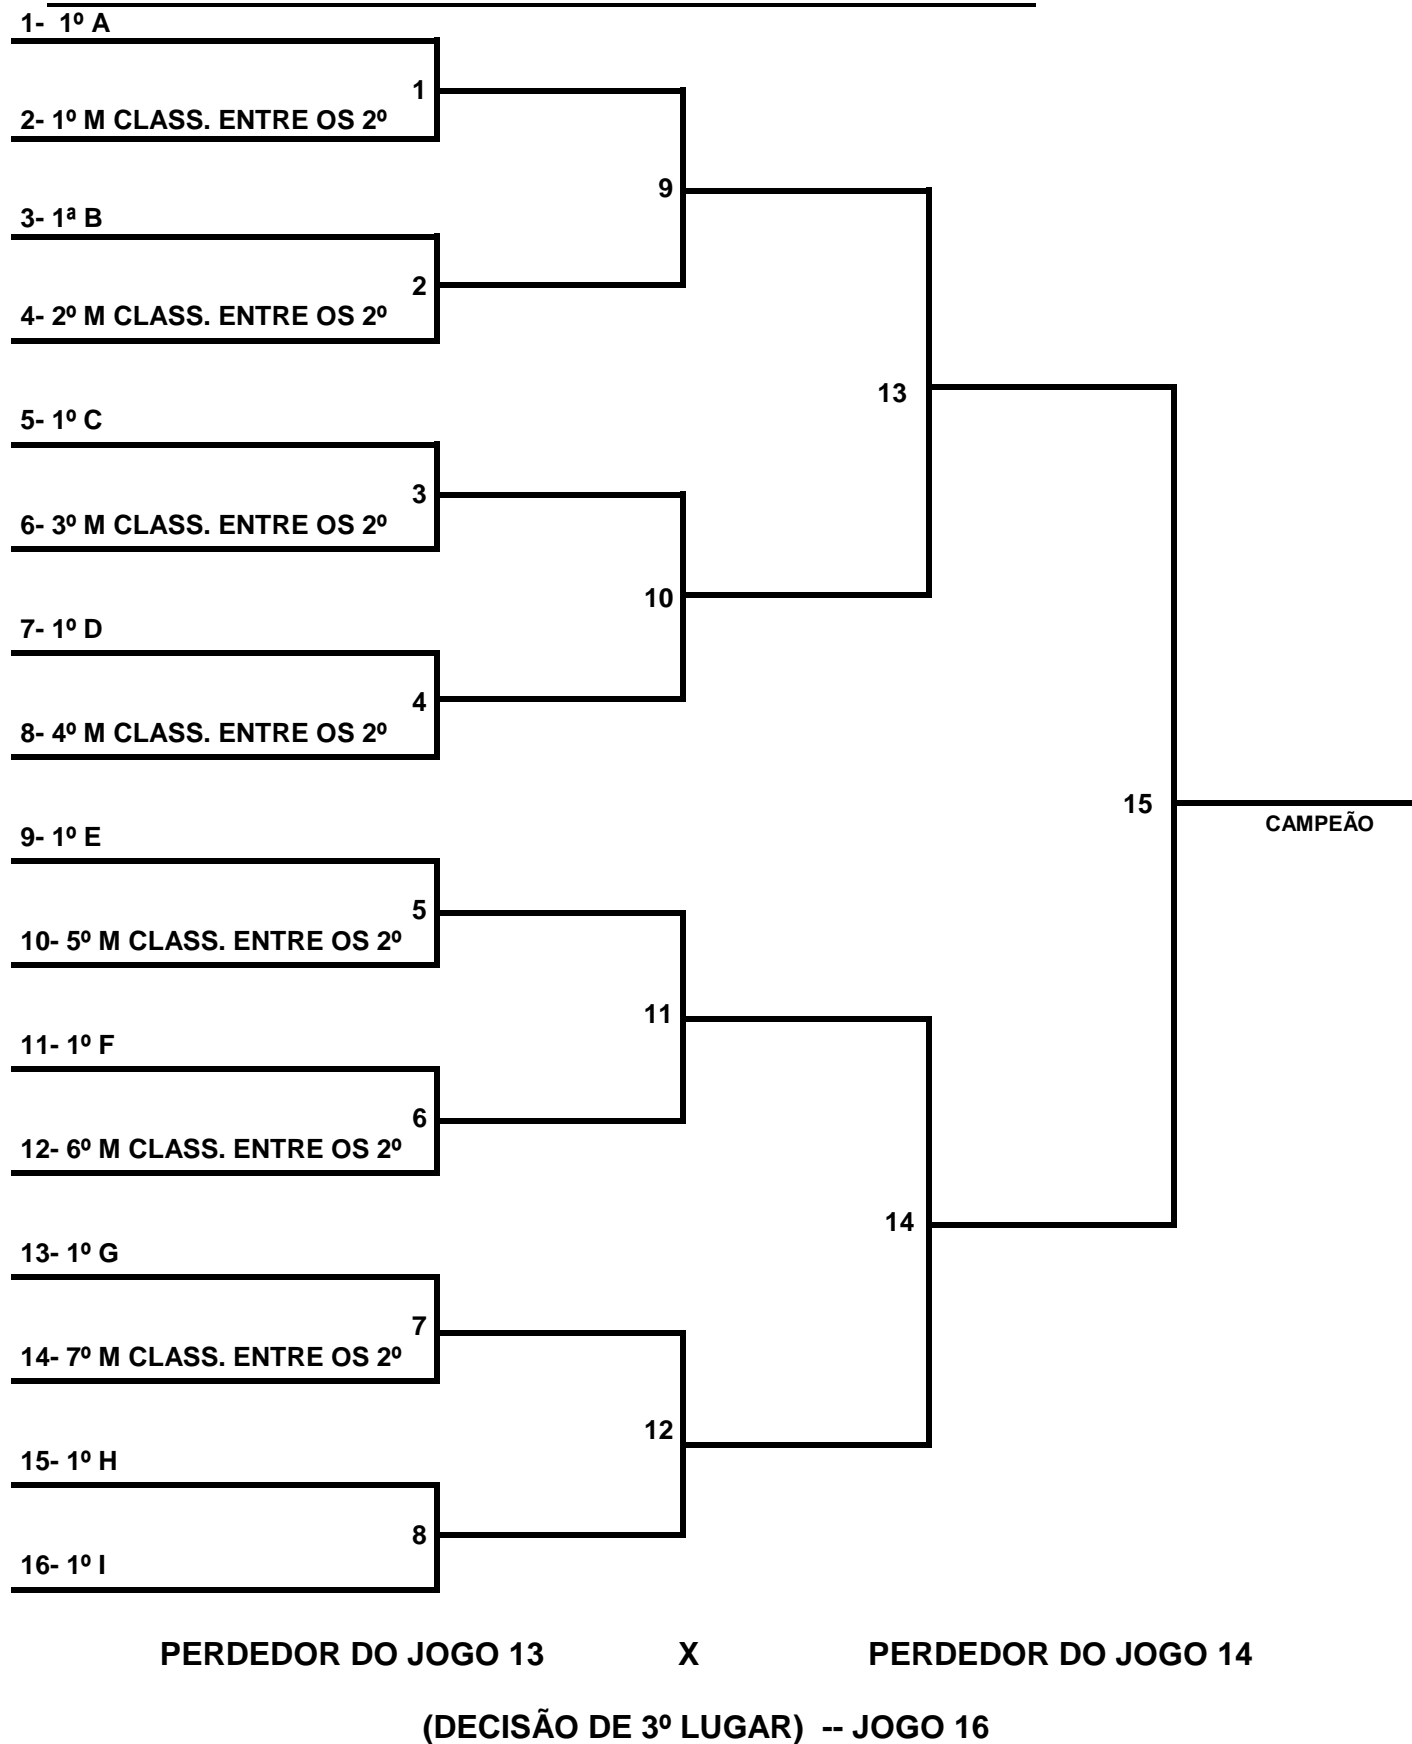 1- 1º A
1
2- 1º M CLASS. ENTRE OS 2º
9
3- 1ª B
2
4- 2º M CLASS. ENTRE OS 2º
13
5- 1º C
3
6- 3º M CLASS. ENTRE OS 2º
10
7- 1º D
4
8- 4º M CLASS. ENTRE OS 2º
15
CAMPEÃO
9- 1º E
5
10- 5º M CLASS. ENTRE OS 2º
11
11- 1º F
6
12- 6º M CLASS. ENTRE OS 2º
14
13- 1º G
7
14- 7º M CLASS. ENTRE OS 2º
12
15- 1º H
8
16- 1º I
PERDEDOR DO JOGO 13 X PERDEDOR DO JOGO 14
(DECISÃO DE 3º LUGAR) -- JOGO 16